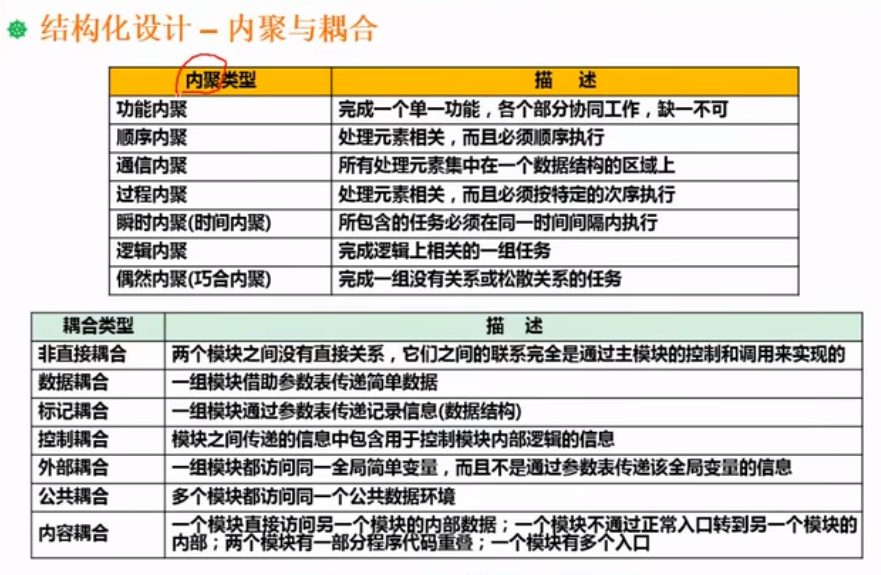 结构化设计 – 内聚与耦合
内聚类型 描 述
功能内聚 完成一个单一功能，各个部分协同工作，缺一不可
顺序内聚 处理元素相关，而且必须顺序执行
通信内聚 所有处理元素集中在一个数据结构的区域上
过程内聚 处理元素相关，而且必须按特定的次序执行
瞬时内聚(时间内聚) 所包含的任务必须在同一时间间隔内执行
逻辑内聚 完成逻辑上相关的一组任务
偶然内聚(巧合内聚) 完成一组没有关系或松散关系的任务
耦合类型 描 述
非直接耦合 两个模块之间没有直接关系，它们之间的联系完全是通过主模块的控制和调用来实现的
数据耦合 一组模块借助参数表传递简单数据
标记耦合 一组模块通过参数表传递记录信息(数据结构)
控制耦合 模块之间传递的信息中包含用于控制模块内部逻辑的信息
外部耦合 一组模块都访问同一全局简单变量，而且不是通过参数表传递该全局变量的信息
公共耦合 多个模块都访问同一个公共数据环境
内容耦合 一个模块直接访问另一个模块的内部数据；一个模块不通过正常入口转到另一个模块的
内部；两个模块有一部分程序代码重叠；一个模块有多个入口